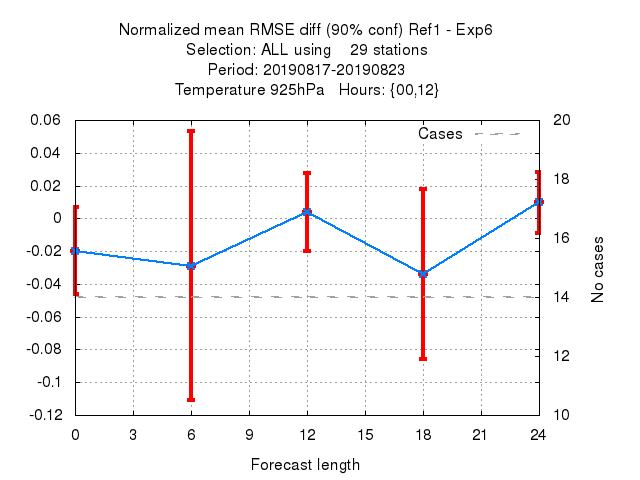 Normalized mean RMSE diff (90% conf) Ref1 - Exp6
Selection: ALL using    29 stations
Period: 20190817-20190823
Temperature 925hPa   Hours: {00,12}
Cases
0.06
0.04
0.02
0
-0.02
-0.04
-0.06
-0.08
-0.1
-0.12
20
18
16
14
12
10
No cases
0 3 6 9 12 15 18 21 24
Forecast length